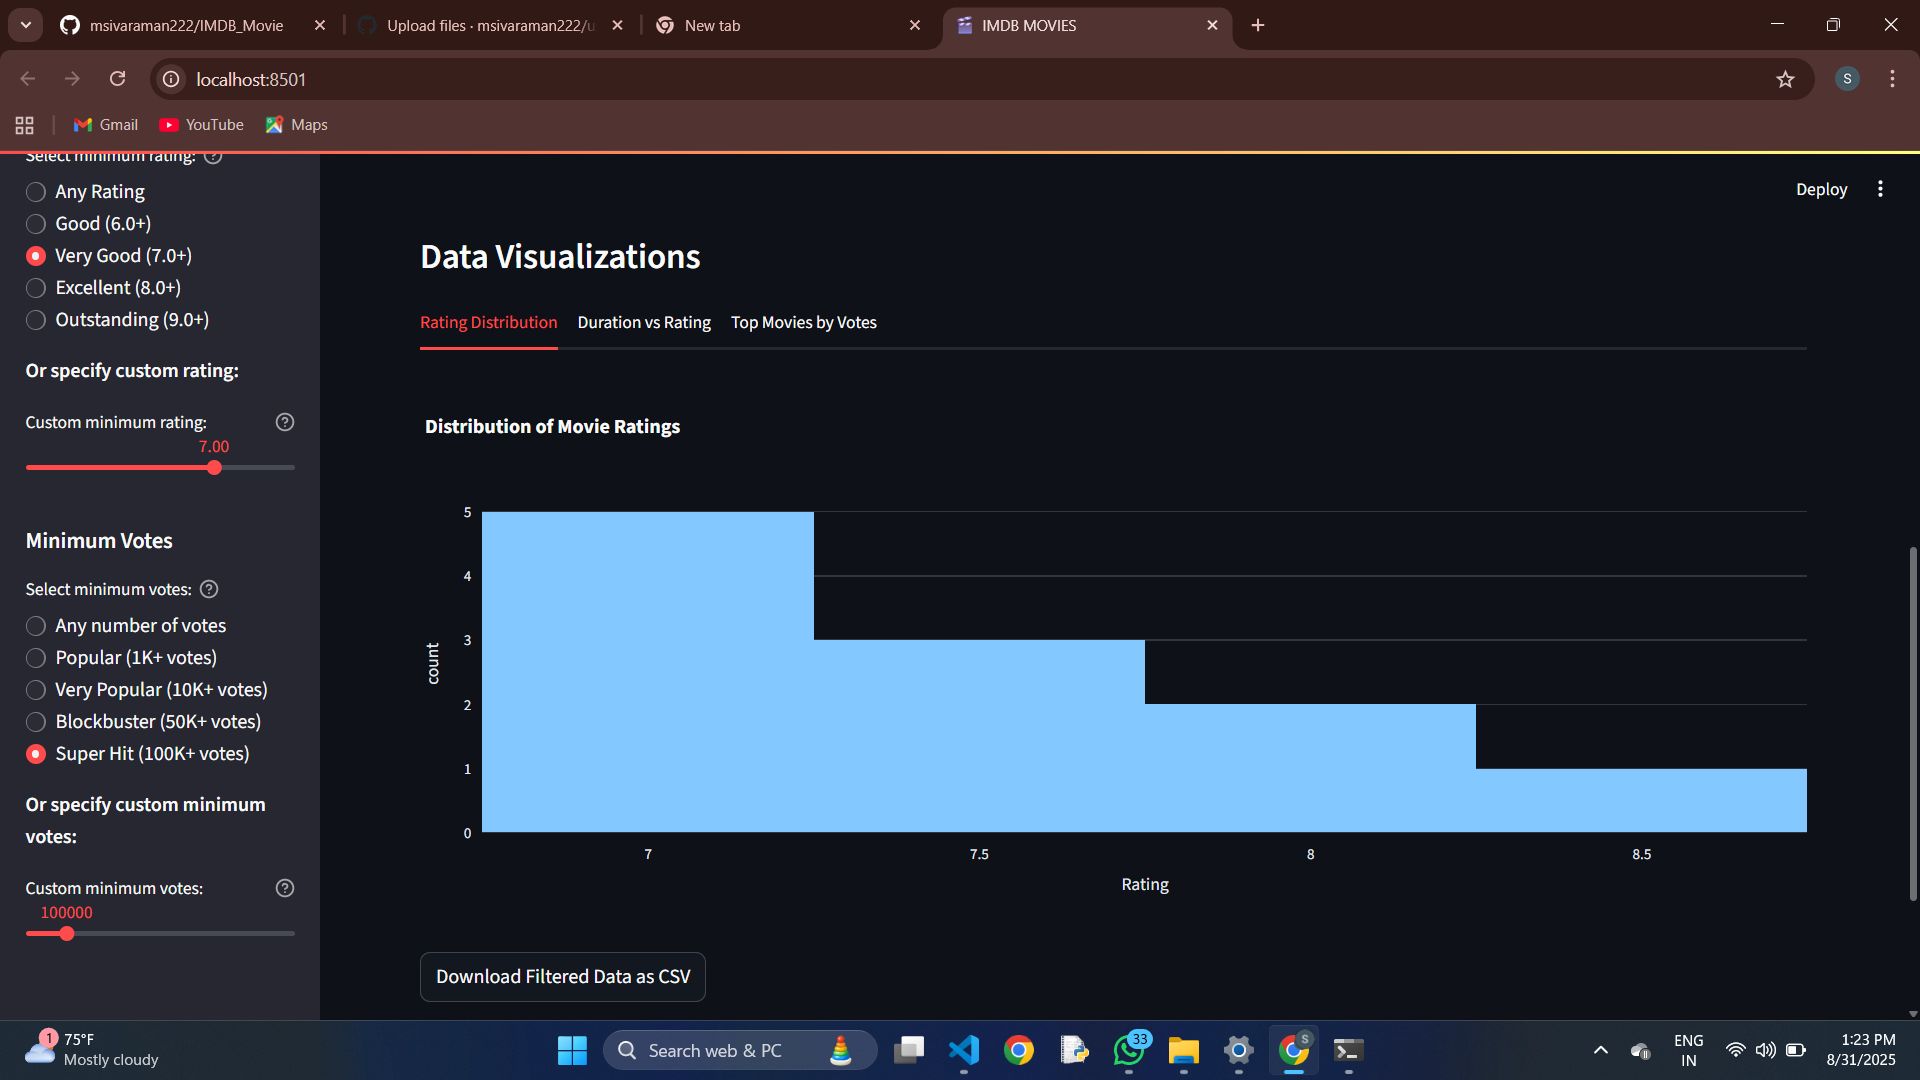 msivaraman222/IMDB_Movie
Upload files · msivaraman222/u
New tab
IMDB MOVIES
localhost:8501
S
Gmail
YouTube
Maps
Select minimum rating:
Any Rating
Good (6.0+)
Very Good (7.0+)
Excellent (8.0+)
Outstanding (9.0+)
Or specify custom rating:
Custom minimum rating:
7.00
Minimum Votes
Select minimum votes:
Any number of votes
Popular (1K+ votes)
Very Popular (10K+ votes)
Blockbuster (50K+ votes)
Super Hit (100K+ votes)
Or specify custom minimum
votes:
Custom minimum votes:
100000
Deploy
Data Visualizations
Rating Distribution
Duration vs Rating
Top Movies by Votes
Distribution of Movie Ratings
5
4
3
2
1
0
count
7
7.5
8
8.5
Rating
Download Filtered Data as CSV
1
75°F
Mostly cloudy
Search web & PC
33
S
ENG
IN
1:23 PM
8/31/2025